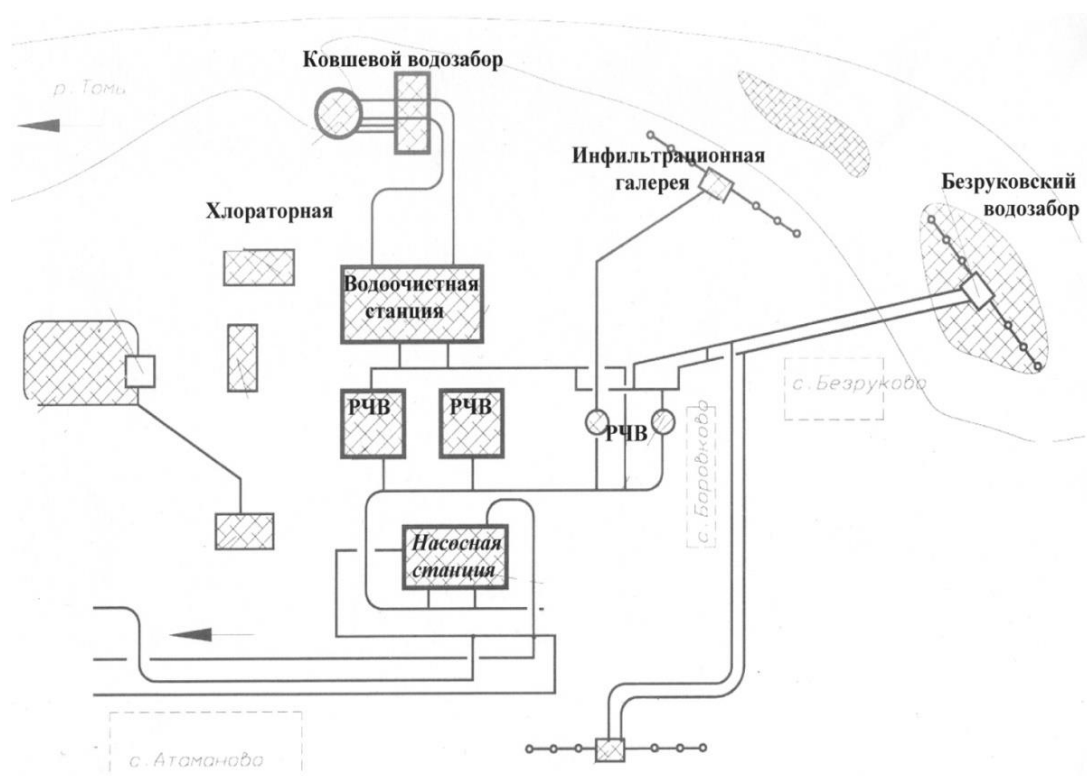 Ковшевой водозабор
р. Томь
Инфильтрационная
галерея
Безруковский
водозабор
Хлораторная
Водоочистная
станция
с. Безруково
РЧВ
РЧВ
РЧВ
с. Боровково
Насосная
станция
с. Атаманово